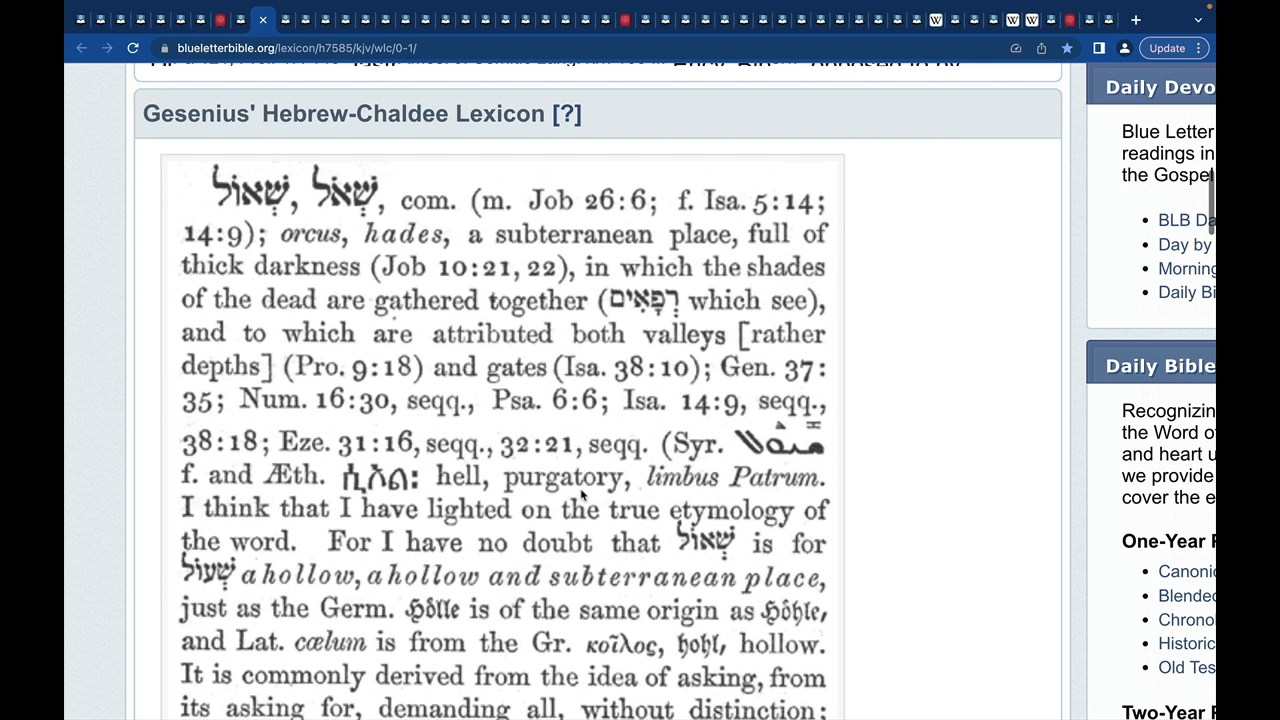 blueletterbible.org/lexicon/h7585/kjv/wlc/0-1/
Update
Gesenius' Hebrew-Chaldee Lexicon [?]
שְׁאוֹל, שְׁאֹל, com. (m. Job 26:6; f. Isa. 5:14;
14:9); orcus, hades, a subterranean place, full of
thick darkness (Job 10:21, 22), in which the shades
of the dead are gathered together (רְפָאִים which see),
and to which are attributed both valleys [rather
depths] (Pro. 9:18) and gates (Isa. 38:10); Gen. 37:
35; Num. 16:30, seqq., Psa. 6:6; Isa. 14:9, seqq.,
38:18; Eze. 31:16, seqq., 32:21, seqq. (Syr.
f. and Æth. ሲኦል: hell, purgatory, limbus Patrum.
I think that I have lighted on the true etymology of
the word. For I have no doubt that שְׁאוֹל is for
שְׁעוֹל a hollow, a hollow and subterranean place,
just as the Germ. Hölle is of the same origin as Höhle,
and Lat. cælum is from the Gr. κοῖλος, hohl, hollow.
It is commonly derived from the idea of asking, from
its asking for, demanding all, without distinction;
Daily Devo
Blue Letter
readings in
the Gospel
BLB Da
Day by
Morning
Daily Bi
Daily Bible
Recognizin
the Word o
and heart u
we provide
cover the e
One-Year
Canonic
Blended
Chrono
Historic
Old Tes
Two-Year